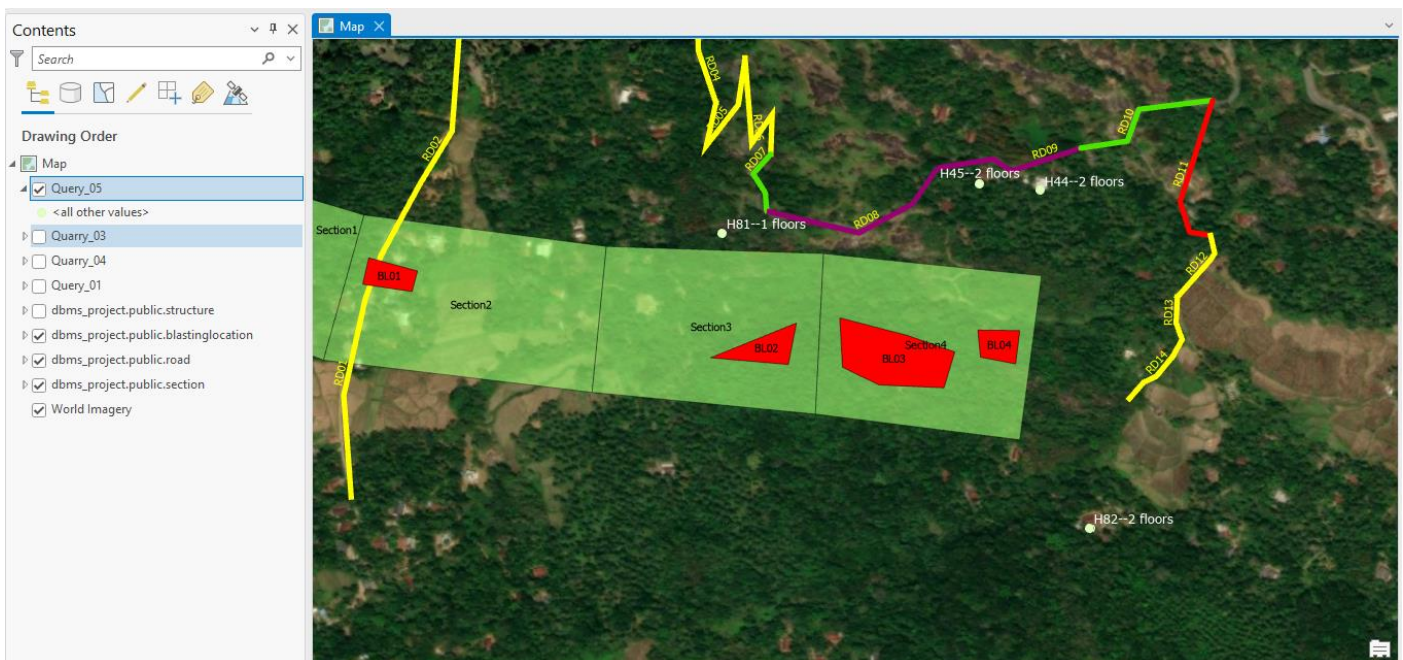 Contents
Search
Drawing Order
Map
Query_05
<all other values>
Quarry_03
Quarry_04
Query_01
dbms_project.public.structure
dbms_project.public.blastinglocation
dbms_project.public.road
dbms_project.public.section
World Imagery
Map
RD04
RD05
RD02
RD07
RD10
RD09
RD11
H45--2 floors
H44--2 floors
RD08
H81--1 floors
Section1
RD12
BL01
Section2
RD13
Section3
BL02
Section4
BL03
BL04
RD01
RD14
H82--2 floors